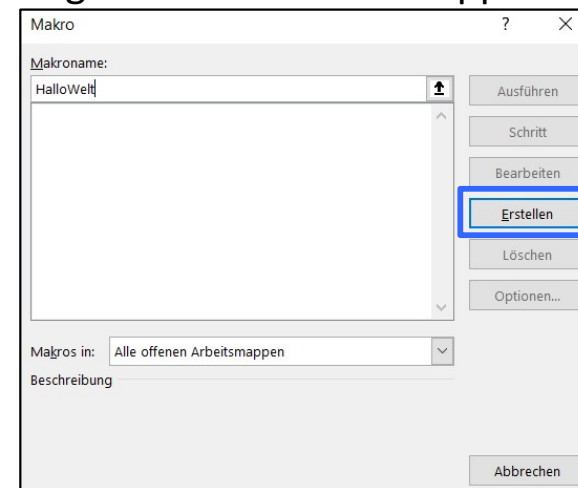 Makro ? X
Makroname:
HalloWelt
Ausführen
Schritt
Bearbeiten
Erstellen
Löschen
Optionen...
Makros in: Alle offenen Arbeitsmappen
Beschreibung
Abbrechen